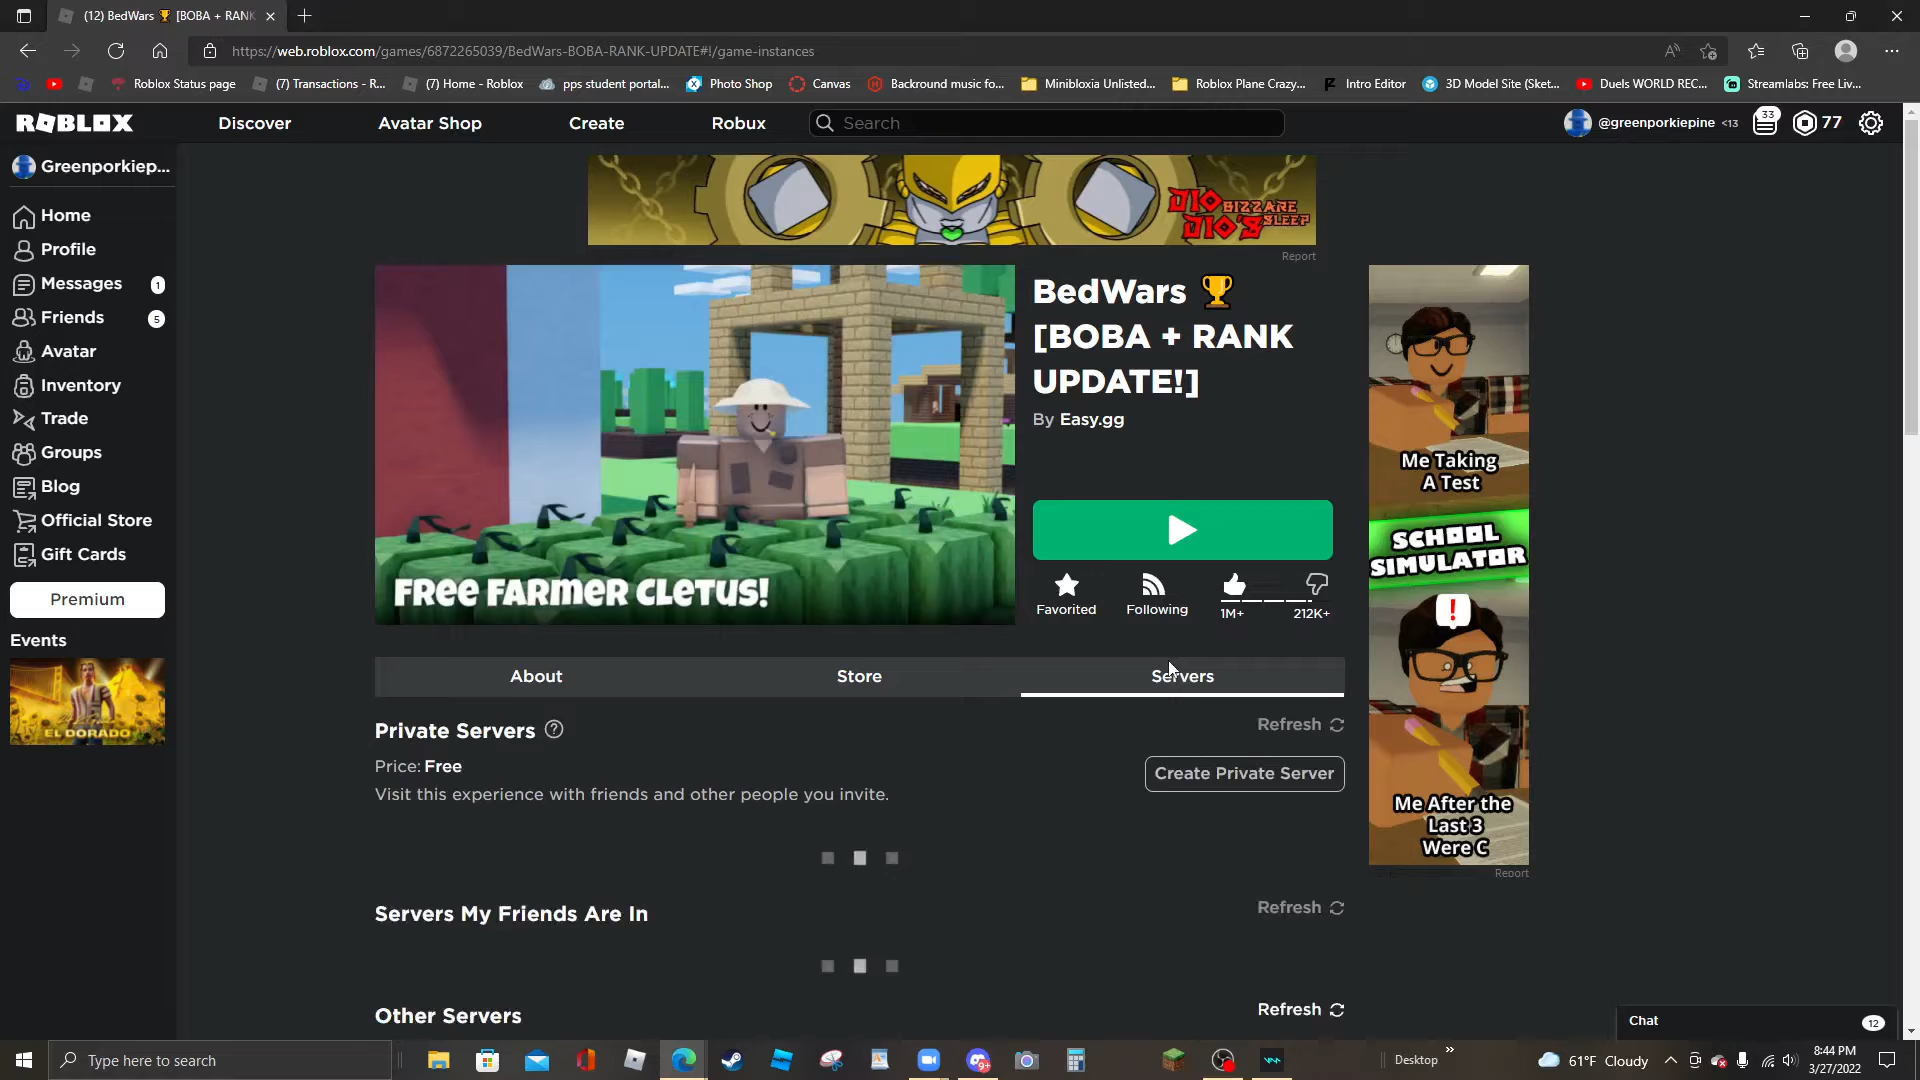 (12) BedWars 🏆 [BOBA + RANK
https://web.roblox.com/games/6872265039/BedWars-BOBA-RANK-UPDATE#!/game-instances
Roblox Status page
(7) Transactions - R...
(7) Home - Roblox
pps student portal...
Photo Shop
Canvas
Backround music fo...
Minibloxia Unlisted...
Roblox Plane Crazy...
Intro Editor
3D Model Site (Sket...
Duels WORLD REC...
Streamlabs: Free Liv...
ROBLOX
Discover
Avatar Shop
Create
Robux
Search
@greenporkiepine <13
33
77
Greenporkiep...
Home
Profile
Messages 1
Friends 5
Avatar
Inventory
Trade
Groups
Blog
Official Store
Gift Cards
Premium
Events
EL DORADO
DIO
BIZZARE
DIO'S
SLEEP
Report
FREE FARMER CLETUS!
BedWars 🏆
[BOBA + RANK
UPDATE!]
By Easy.gg
Favorited
Following
1M+
212K+
About
Store
Servers
Private Servers ?
Refresh
Price: Free
Create Private Server
Visit this experience with friends and other people you invite.
Servers My Friends Are In
Refresh
Other Servers
Refresh
Me Taking
A Test
SCHOOL
SIMULATOR
!
Me After the
Last 3
Were C
Report
Chat
12
Type here to search
9+
Desktop
61°F Cloudy
8:44 PM
3/27/2022